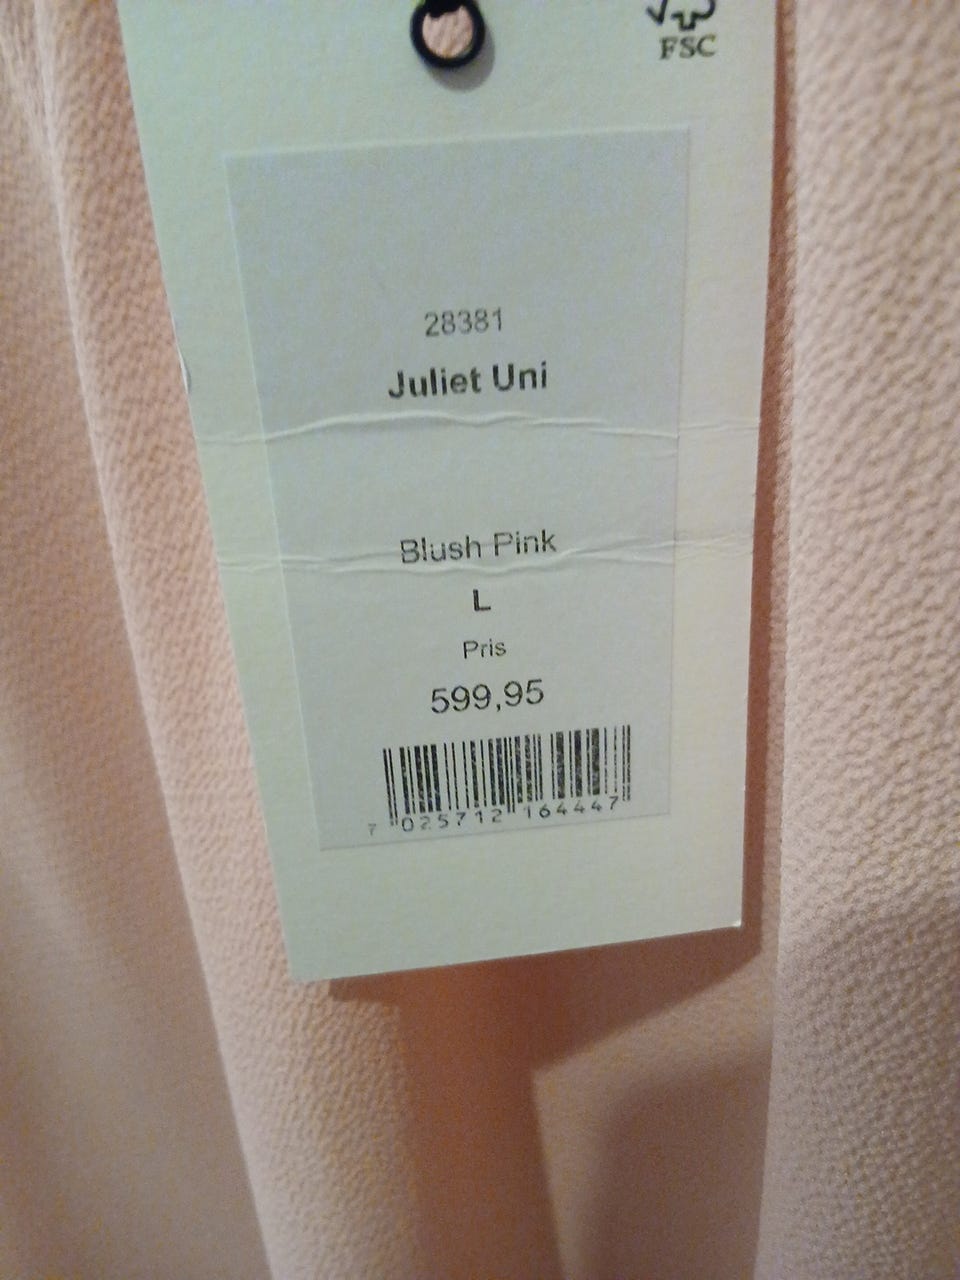 FSC
28381
Juliet Uni
Blush Pink
L
Pris
599,95
7 025712 164447